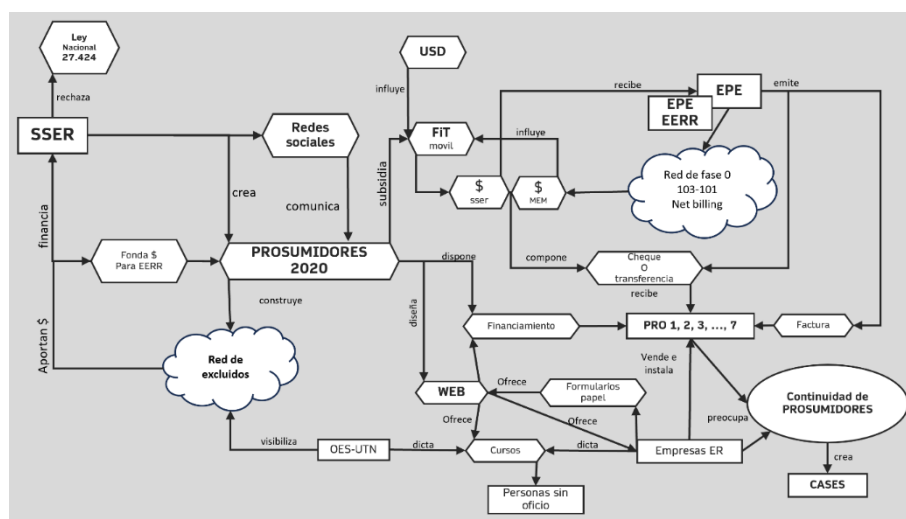 Ley
Nacional
27.424
rechaza
SSER
Redes
sociales
crea
comunica
financia
Fonda $
Para EERR
PROSUMIDORES
2020
construye
Aportan $
Red de
excluidos
visibiliza
OES-UTN
dicta
USD
influye
FiT
movil
influye
subsidia
$
sser
$
MEM
recibe
EPE
EPE
EERR
emite
Red de fase 0
103-101
Net billing
dispone
compone
Cheque
O
transferencia
recibe
diseña
Financiamiento
PRO 1, 2, 3, ..., 7
Factura
Vende e
instala
WEB
Ofrece
Formularios
papel
Ofrece
Ofrece
Cursos
dicta
Empresas ER
preocupa
Continuidad de
PROSUMIDORES
crea
CASES
Personas sin
oficio